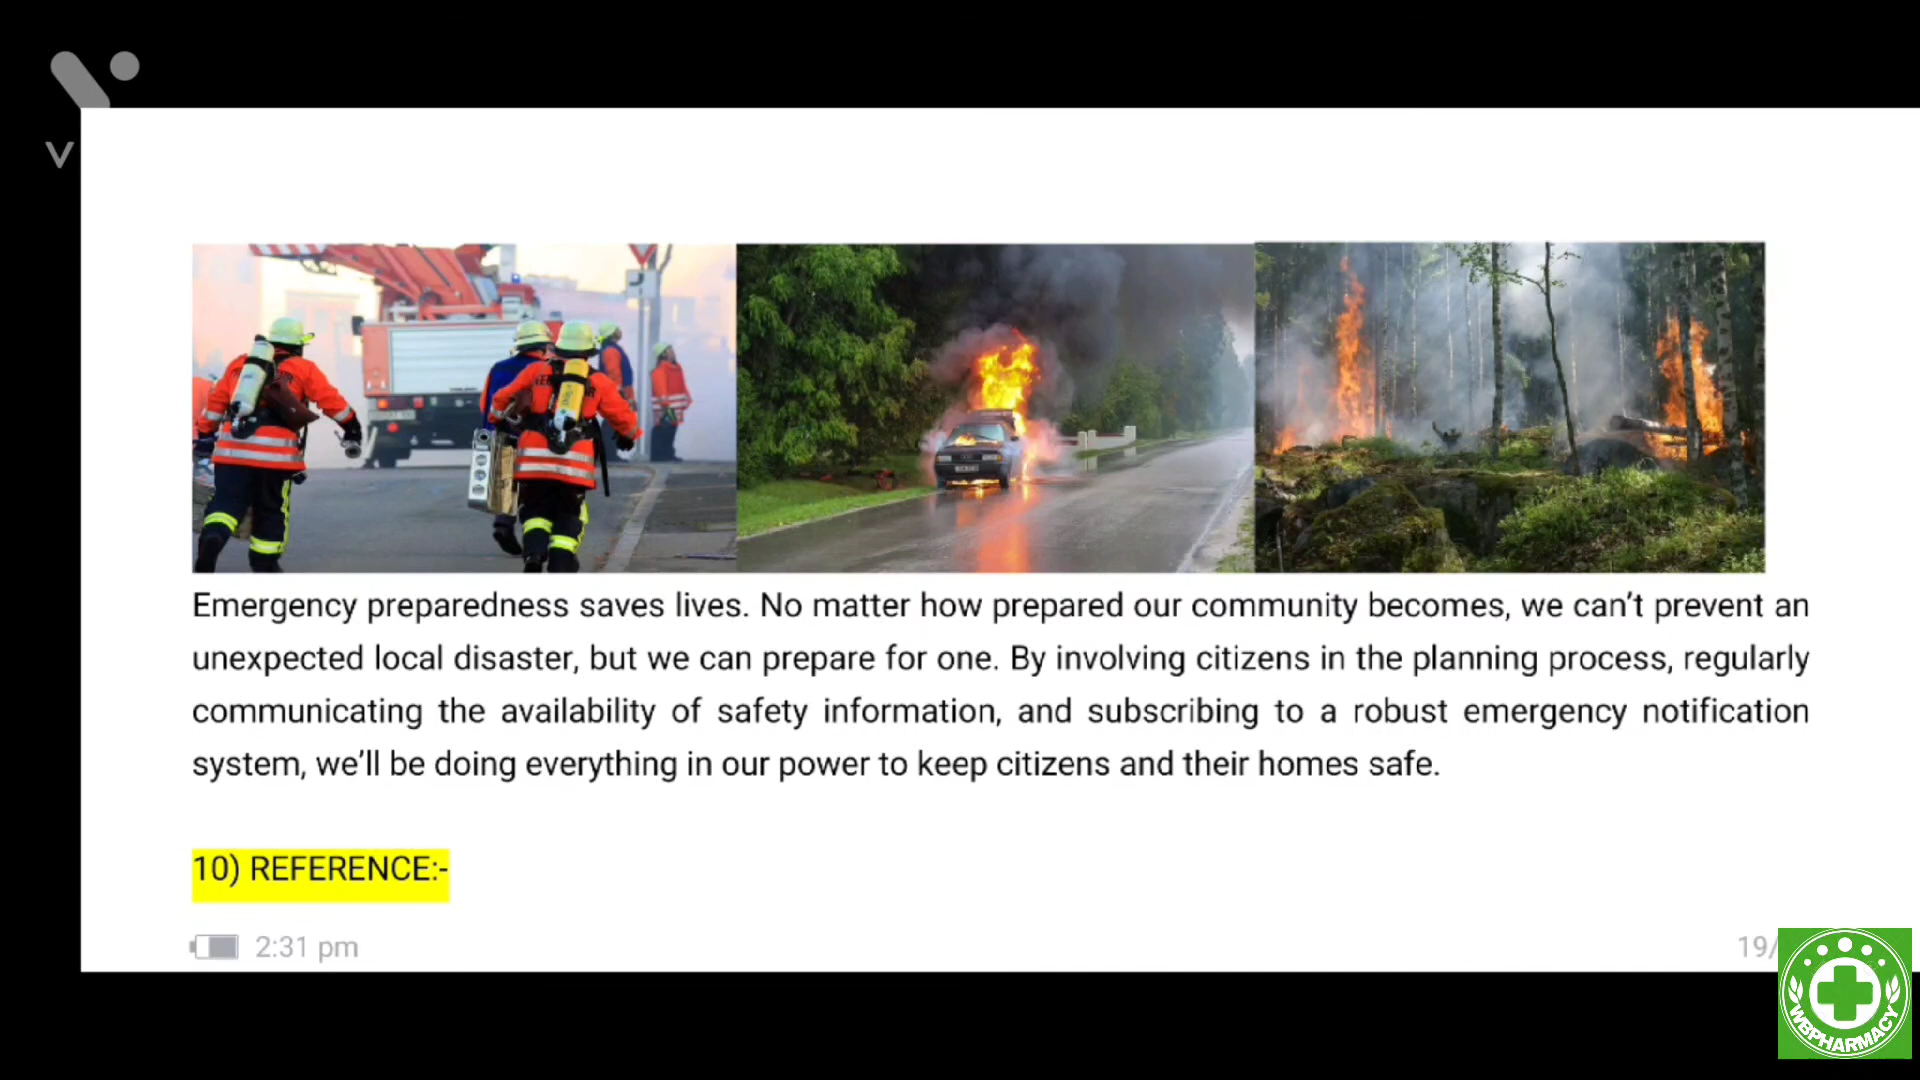 V
Emergency preparedness saves lives. No matter how prepared our community becomes, we can’t prevent an
unexpected local disaster, but we can prepare for one. By involving citizens in the planning process, regularly
communicating the availability of safety information, and subscribing to a robust emergency notification
system, we’ll be doing everything in our power to keep citizens and their homes safe.
10) REFERENCE:-
2:31 pm
19/
WBPHARMACY